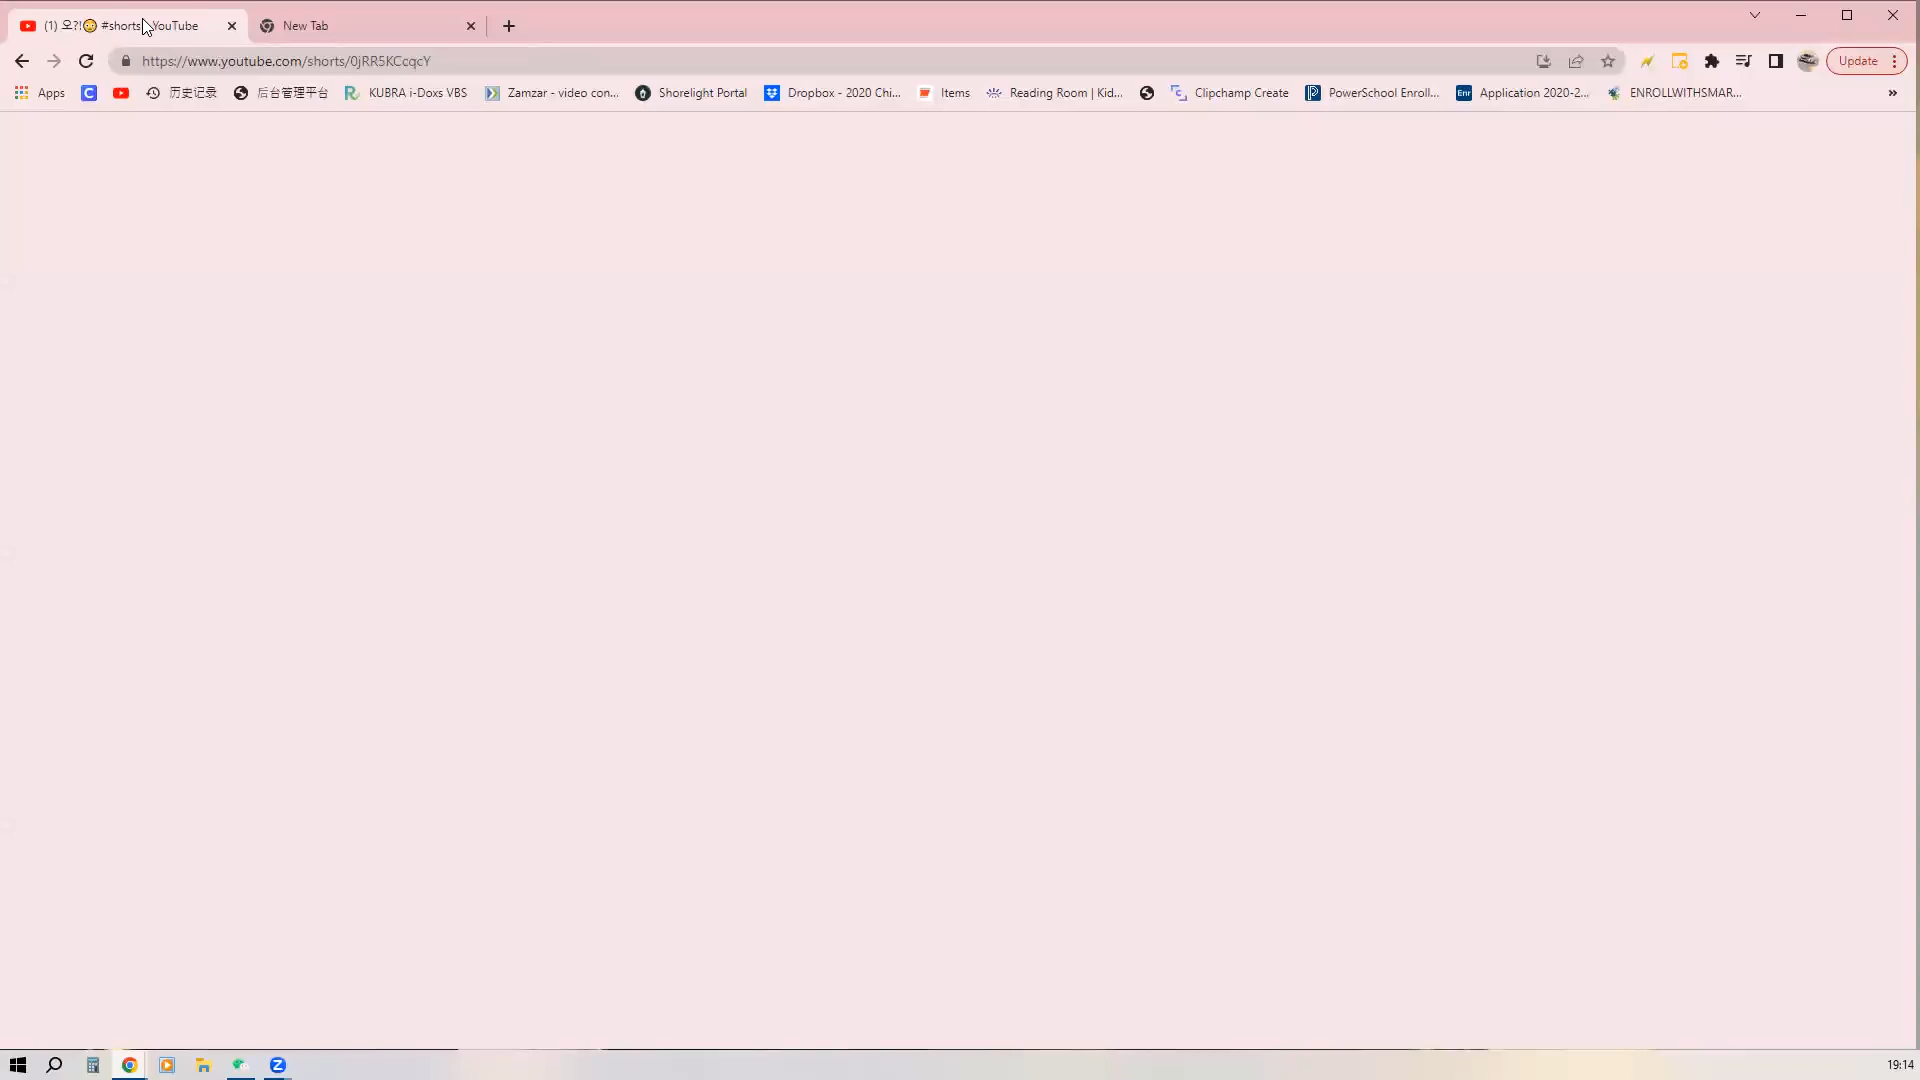 (1) 오?!😳 #shorts - YouTube
New Tab
https://www.youtube.com/shorts/0jRR5KCcqcY
Update
Apps
历史记录
后台管理平台
KUBRA i-Doxs VBS
Zamzar - video con...
Shorelight Portal
Dropbox - 2020 Chi...
Items
Reading Room | Kid...
Clipchamp Create
PowerSchool Enroll...
Enr
Application 2020-2...
ENROLLWITHSMAR...
19:14